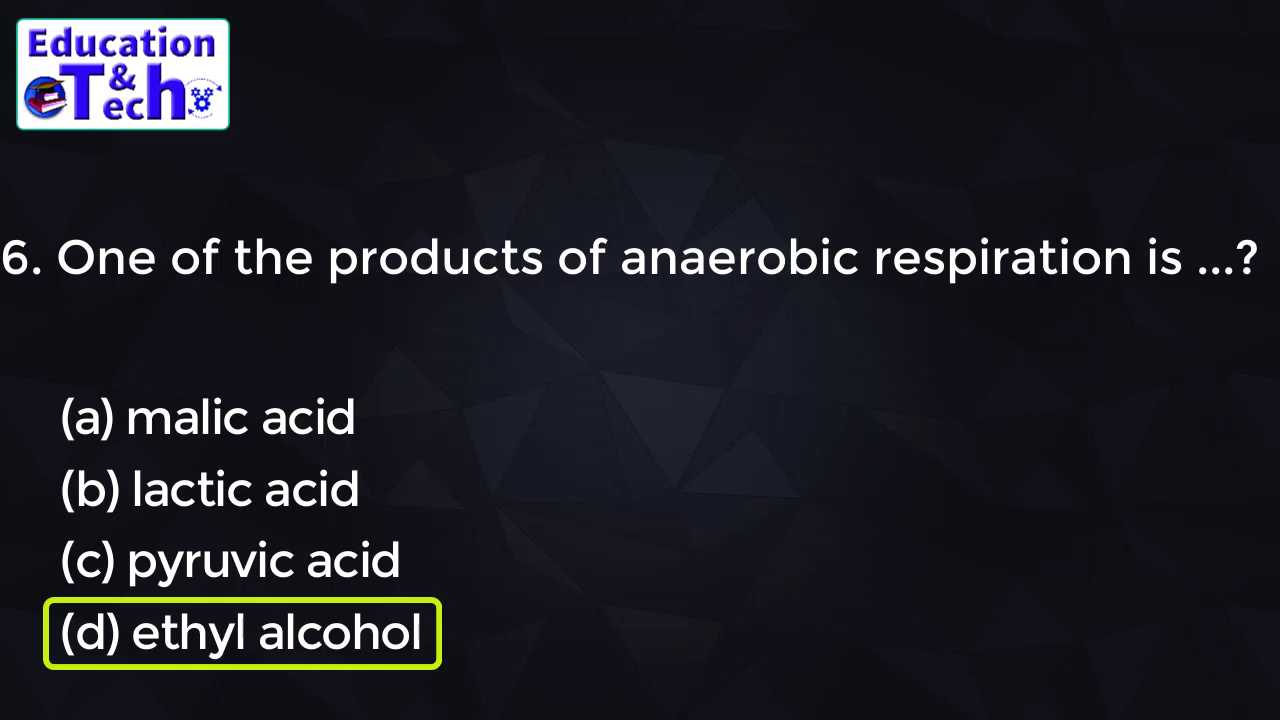 Education
&
Tech
6. One of the products of anaerobic respiration is ...?
(a) malic acid
(b) lactic acid
(c) pyruvic acid
(d) ethyl alcohol